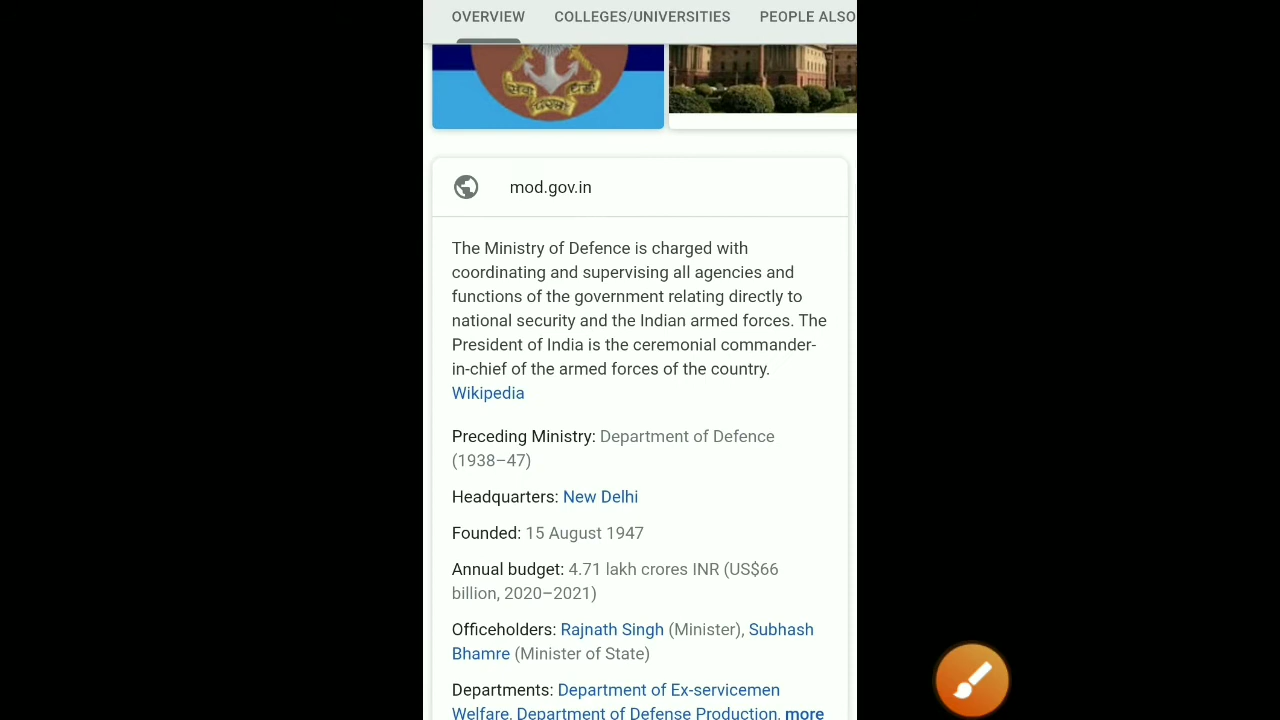 OVERVIEW COLLEGES/UNIVERSITIES PEOPLE ALSO
सेवा परमो धर्मः
mod.gov.in
The Ministry of Defence is charged with
coordinating and supervising all agencies and
functions of the government relating directly to
national security and the Indian armed forces. The
President of India is the ceremonial commander-
in-chief of the armed forces of the country.
Wikipedia
Preceding Ministry: Department of Defence
(1938–47)
Headquarters: New Delhi
Founded: 15 August 1947
Annual budget: 4.71 lakh crores INR (US$66
billion, 2020–2021)
Officeholders: Rajnath Singh (Minister), Subhash
Bhamre (Minister of State)
Departments: Department of Ex-servicemen
Welfare, Department of Defense Production, more